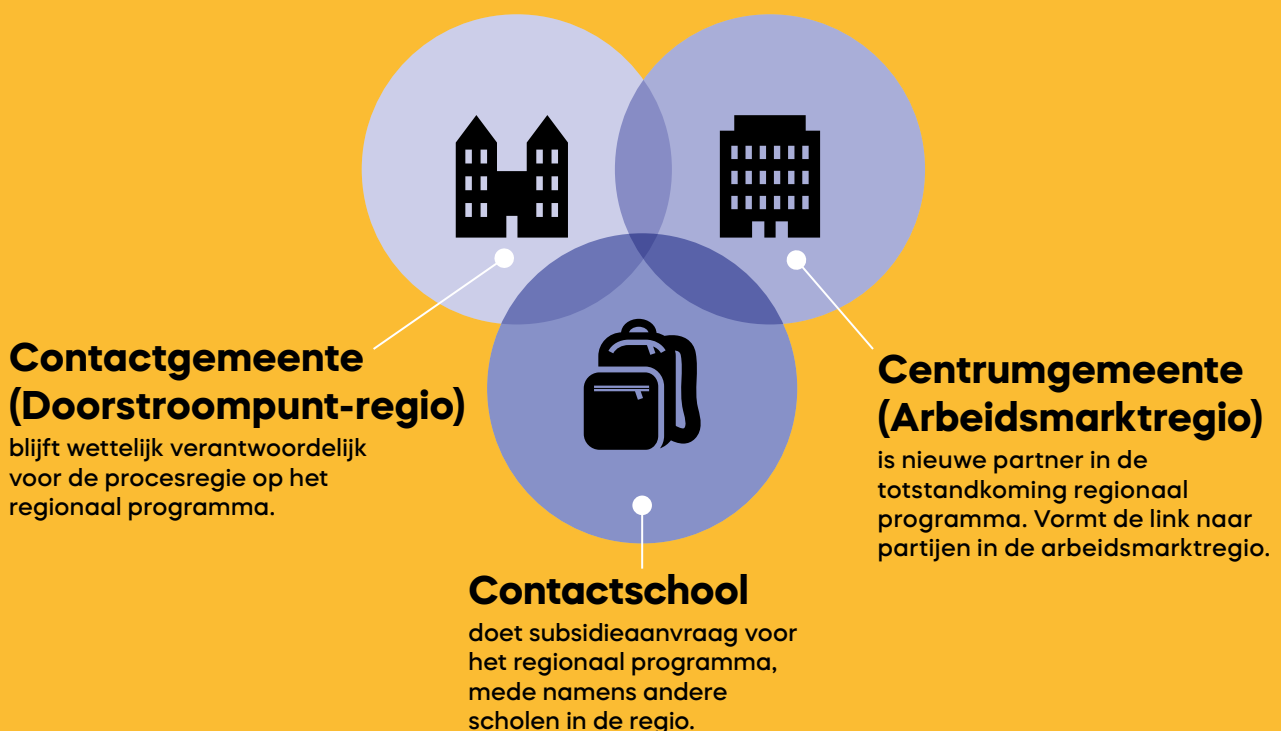 Contactgemeente
(Doorstroompunt-regio)
blijft wettelijk verantwoordelijk
voor de procesregie op het
regionaal programma.
Centrumgemeente
(Arbeidsmarktregio)
is nieuwe partner in de
totstandkoming regionaal
programma. Vormt de link naar
partijen in de arbeidsmarktregio.
Contactschool
doet subsidieaanvraag voor
het regionaal programma,
mede namens andere
scholen in de regio.